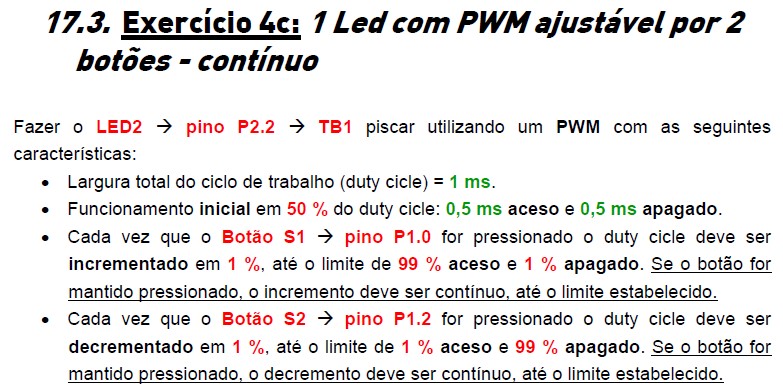 17.3. Exercício 4c: 1 Led com PWM ajustável por 2
botões - contínuo
Fazer o LED2 → pino P2.2 → TB1 piscar utilizando um PWM com as seguintes
características:
• Largura total do ciclo de trabalho (duty cicle) = 1 ms.
• Funcionamento inicial em 50 % do duty cicle: 0,5 ms aceso e 0,5 ms apagado.
• Cada vez que o Botão S1 → pino P1.0 for pressionado o duty cicle deve ser
incrementado em 1 %, até o limite de 99 % aceso e 1 % apagado. Se o botão for
mantido pressionado, o incremento deve ser contínuo, até o limite estabelecido.
• Cada vez que o Botão S2 → pino P1.2 for pressionado o duty cicle deve ser
decrementado em 1 %, até o limite de 1 % aceso e 99 % apagado. Se o botão for
mantido pressionado, o decremento deve ser contínuo, até o limite estabelecido.